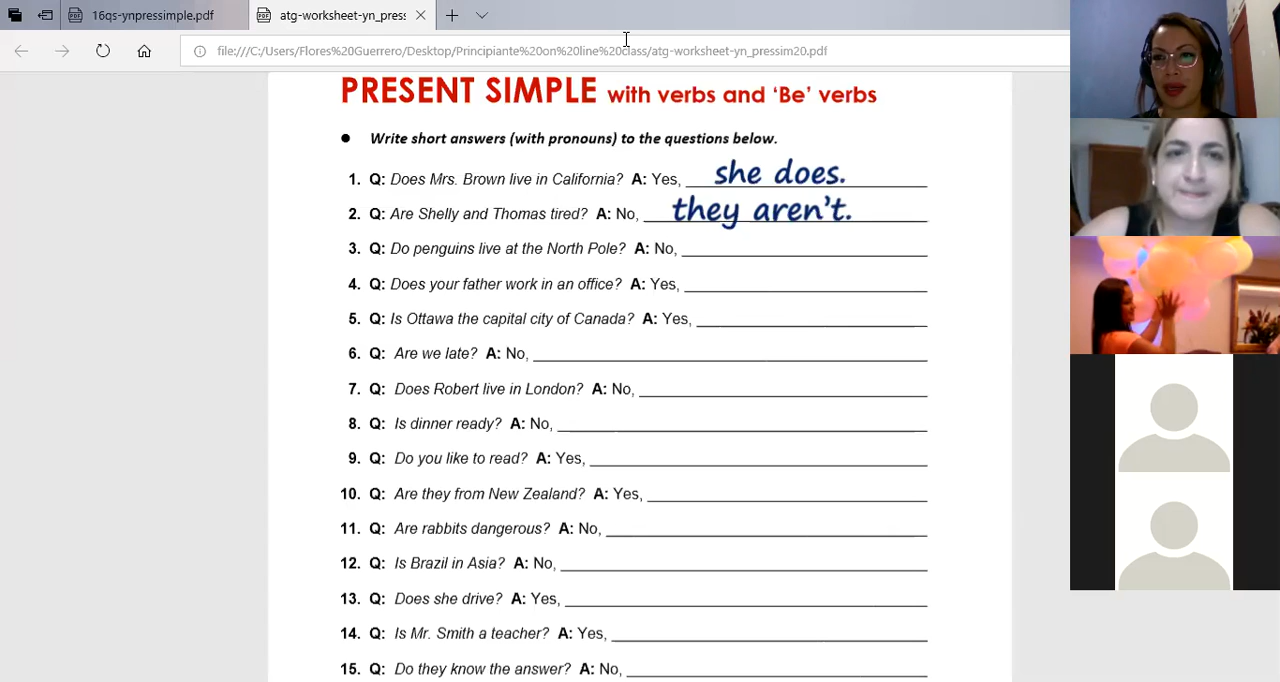 16qs-ynpressimple.pdf
atg-worksheet-yn_press
file:///C:/Users/Flores%20Guerrero/Desktop/Principiante%20on%20line%20class/atg-worksheet-yn_pressim20.pdf
PRESENT SIMPLE with verbs and ‘Be’ verbs
● Write short answers (with pronouns) to the questions below.
1. Q: Does Mrs. Brown live in California? A: Yes, she does.
2. Q: Are Shelly and Thomas tired? A: No, they aren’t.
3. Q: Do penguins live at the North Pole? A: No,
4. Q: Does your father work in an office? A: Yes,
5. Q: Is Ottawa the capital city of Canada? A: Yes,
6. Q: Are we late? A: No,
7. Q: Does Robert live in London? A: No,
8. Q: Is dinner ready? A: No,
9. Q: Do you like to read? A: Yes,
10. Q: Are they from New Zealand? A: Yes,
11. Q: Are rabbits dangerous? A: No,
12. Q: Is Brazil in Asia? A: No,
13. Q: Does she drive? A: Yes,
14. Q: Is Mr. Smith a teacher? A: Yes,
15. Q: Do they know the answer? A: No,